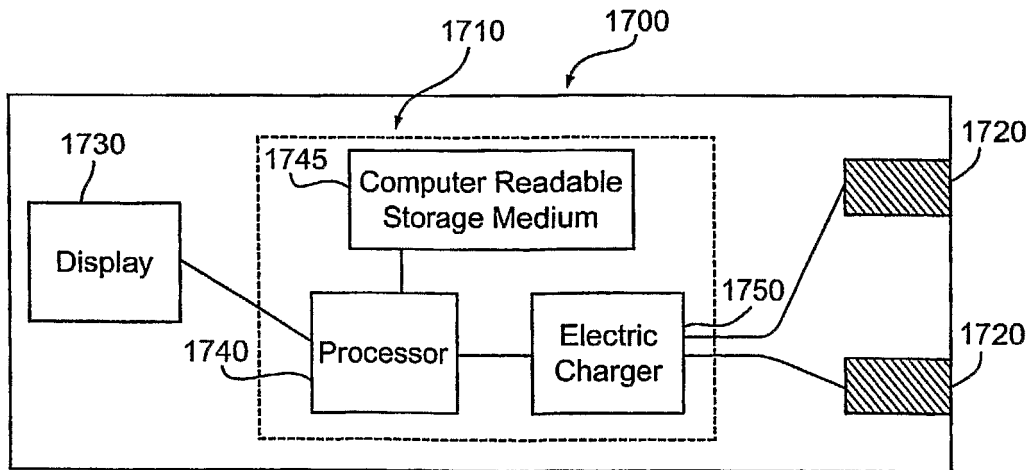 1700
1710
1720
1730
1745
Computer Readable
Storage Medium
Display
1750
1740
Processor
Electric
Charger
1720